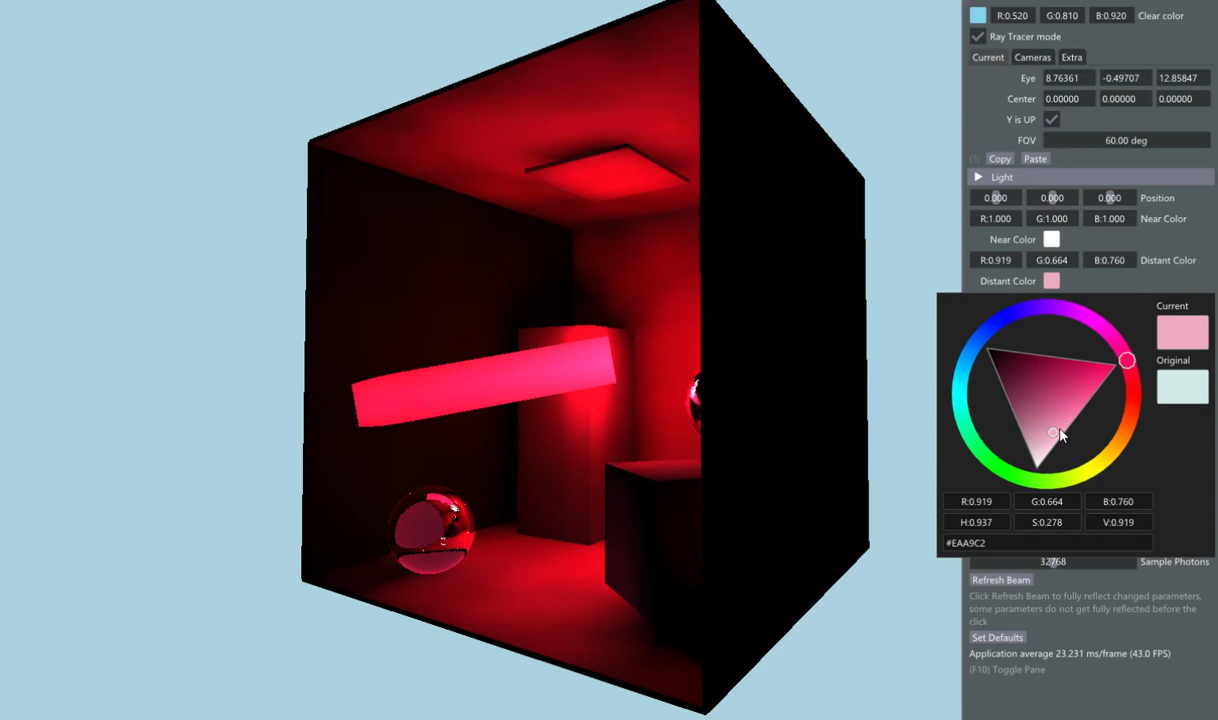 R:0.520 G:0.810 B:0.920 Clear color
Ray Tracer mode
Current Cameras Extra
Eye 8.76361 -0.49707 12.85847
Center 0.00000 0.00000 0.00000
Y is UP
FOV 60.00 deg
(?) Copy Paste
Light
0.000 0.000 0.000 Position
R:1.000 G:1.000 B:1.000 Near Color
Near Color
R:0.919 G:0.664 B:0.760 Distant Color
Distant Color
Current
Original
R:0.919 G:0.664 B:0.760
H:0.937 S:0.278 V:0.919
#EAA9C2
32768 Sample Photons
Refresh Beam
Click Refresh Beam to fully reflect changed parameters,
some parameters do not get fully reflected before the
click
Set Defaults
Application average 23.231 ms/frame (43.0 FPS)
(F10) Toggle Pane